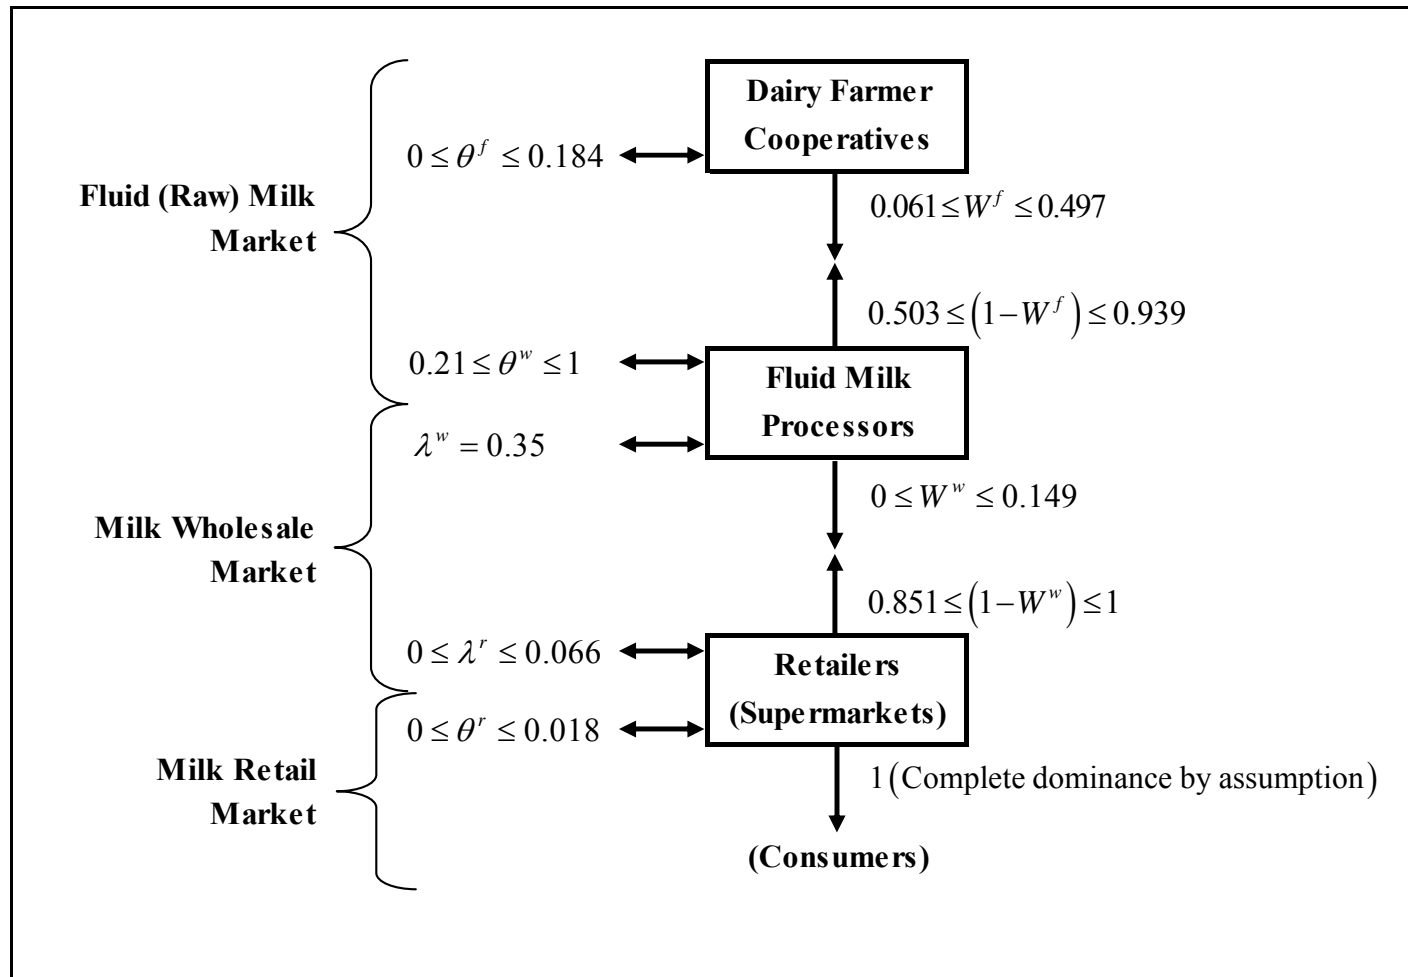 Dairy Farmer
Cooperatives
0 ≤ θ^f ≤ 0.184
Fluid (Raw) Milk
Market
0.061 ≤ W^f ≤ 0.497
0.503 ≤ (1−W^f) ≤ 0.939
0.21 ≤ θ^w ≤ 1
Fluid Milk
Processors
λ^w = 0.35
0 ≤ W^w ≤ 0.149
Milk Wholesale
Market
0.851 ≤ (1−W^w) ≤ 1
0 ≤ λ^r ≤ 0.066
Retailers
(Supermarkets)
0 ≤ θ^r ≤ 0.018
Milk Retail
Market
1 (Complete dominance by assumption)
(Consumers)